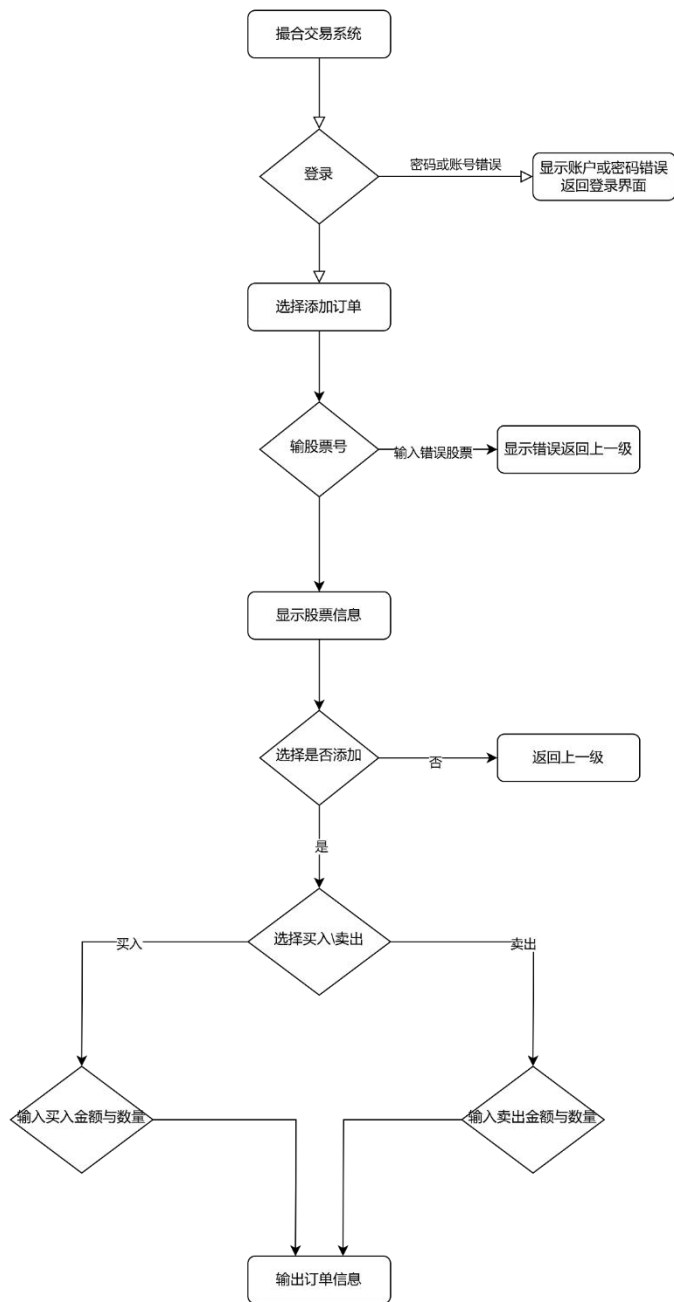 撮合交易系统
登录
密码或账号错误
显示账户或密码错误
返回登录界面
选择添加订单
输股票号
输入错误股票
显示错误返回上一级
显示股票信息
选择是否添加
否
返回上一级
是
选择买入\卖出
买入
卖出
输入买入金额与数量
输入卖出金额与数量
输出订单信息